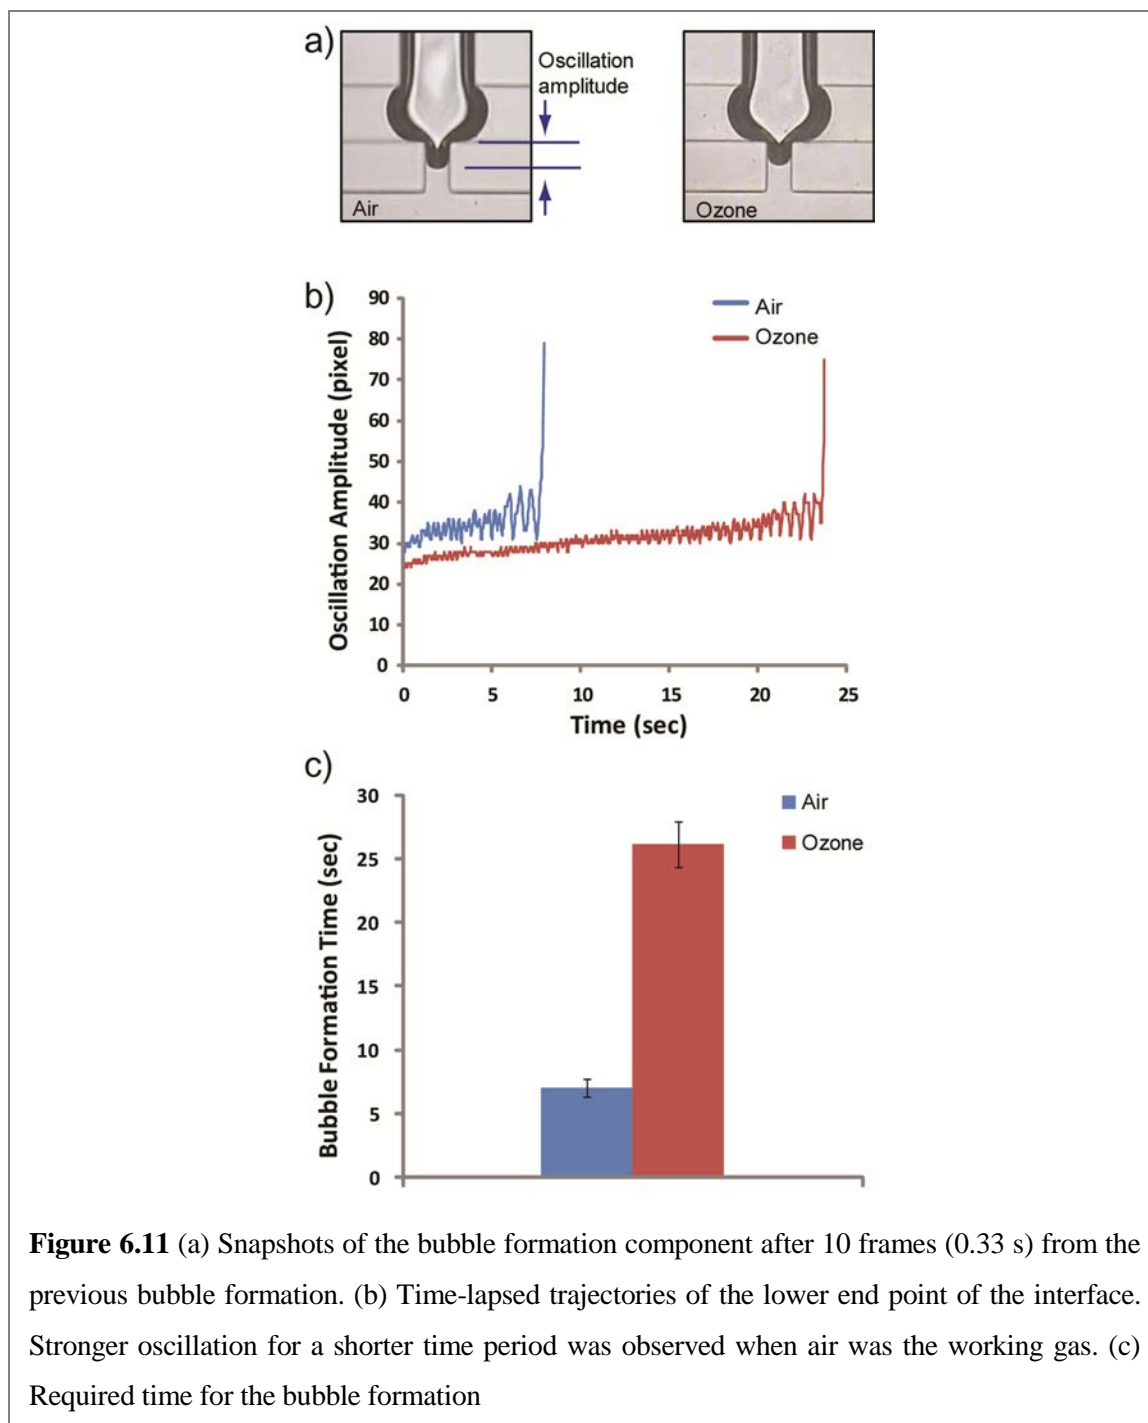 a)
Oscillation
amplitude
Air
Ozone
b)
Oscillation Amplitude (pixel)
90
80
70
60
50
40
30
20
10
0
0 5 10 15 20 25
Time (sec)
Air
Ozone
c)
Bubble Formation Time (sec)
30
25
20
15
10
5
0
Air
Ozone
Figure 6.11 (a) Snapshots of the bubble formation component after 10 frames (0.33 s) from the
previous bubble formation. (b) Time-lapsed trajectories of the lower end point of the interface.
Stronger oscillation for a shorter time period was observed when air was the working gas. (c)
Required time for the bubble formation